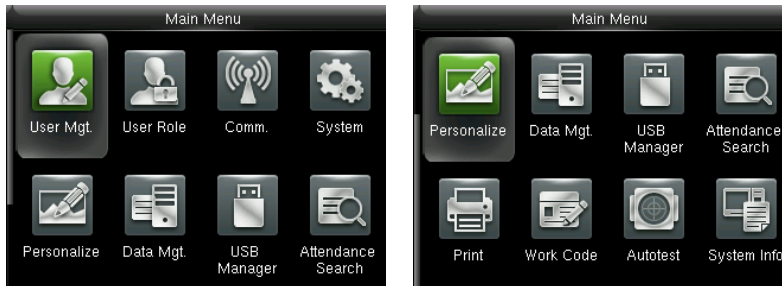 Main Menu
User Mgt.
User Role
Comm.
System
Personalize
Data Mgt.
USB
Manager
Attendance
Search
Main Menu
Personalize
Data Mgt.
USB
Manager
Attendance
Search
Print
Work Code
Autotest
System Info